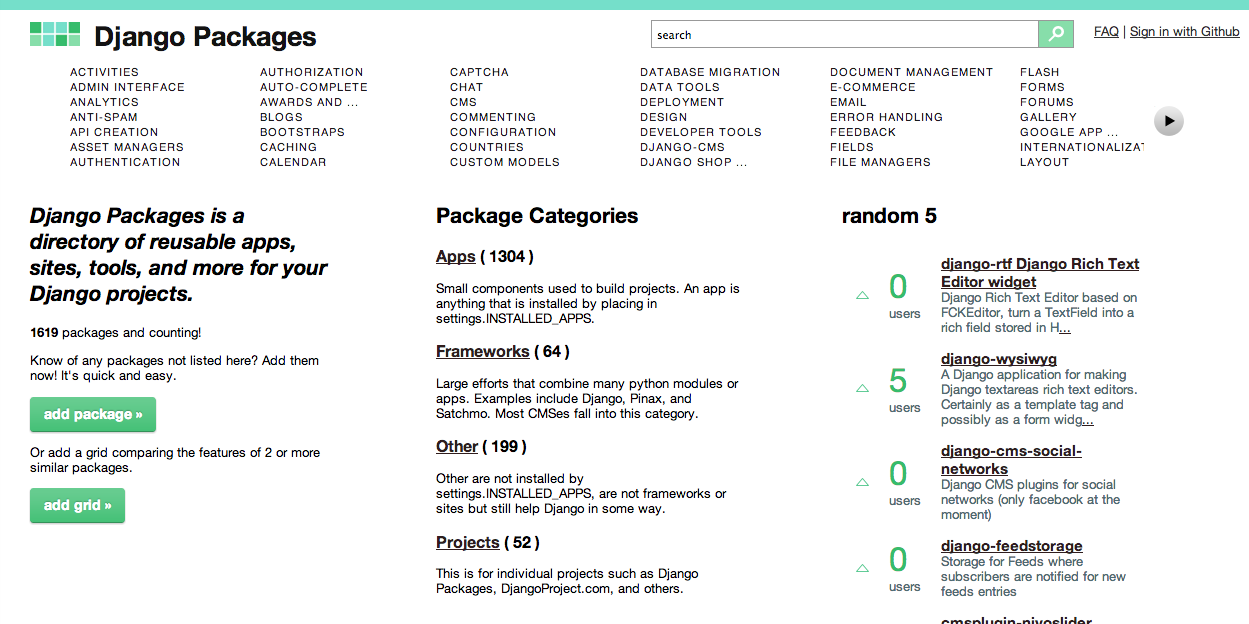 Django Packages
search
FAQ | Sign in with Github
ACTIVITIES
ADMIN INTERFACE
ANALYTICS
ANTI-SPAM
API CREATION
ASSET MANAGERS
AUTHENTICATION
AUTHORIZATION
AUTO-COMPLETE
AWARDS AND ...
BLOGS
BOOTSTRAPS
CACHING
CALENDAR
CAPTCHA
CHAT
CMS
COMMENTING
CONFIGURATION
COUNTRIES
CUSTOM MODELS
DATABASE MIGRATION
DATA TOOLS
DEPLOYMENT
DESIGN
DEVELOPER TOOLS
DJANGO-CMS
DJANGO SHOP ...
DOCUMENT MANAGEMENT
E-COMMERCE
EMAIL
ERROR HANDLING
FEEDBACK
FIELDS
FILE MANAGERS
FLASH
FORMS
FORUMS
GALLERY
GOOGLE APP ...
INTERNATIONALIZAT
LAYOUT
Django Packages is a
directory of reusable apps,
sites, tools, and more for your
Django projects.
1619 packages and counting!
Know of any packages not listed here? Add them
now! It's quick and easy.
add package »
Or add a grid comparing the features of 2 or more
similar packages.
add grid »
Package Categories
Apps ( 1304 )
Small components used to build projects. An app is
anything that is installed by placing in
settings.INSTALLED_APPS.
Frameworks ( 64 )
Large efforts that combine many python modules or
apps. Examples include Django, Pinax, and
Satchmo. Most CMSes fall into this category.
Other ( 199 )
Other are not installed by
settings.INSTALLED_APPS, are not frameworks or
sites but still help Django in some way.
Projects ( 52 )
This is for individual projects such as Django
Packages, DjangoProject.com, and others.
random 5
0
users
django-rtf Django Rich Text
Editor widget
Django Rich Text Editor based on
FCKEditor, turn a TextField into a
rich field stored in H...
5
users
django-wysiwyg
A Django application for making
Django textareas rich text editors.
Certainly as a template tag and
possibly as a form widg...
0
users
django-cms-social-
networks
Django CMS plugins for social
networks (only facebook at the
moment)
0
users
django-feedstorage
Storage for Feeds where
subscribers are notified for new
feeds entries
cmsplugin-nivoslider